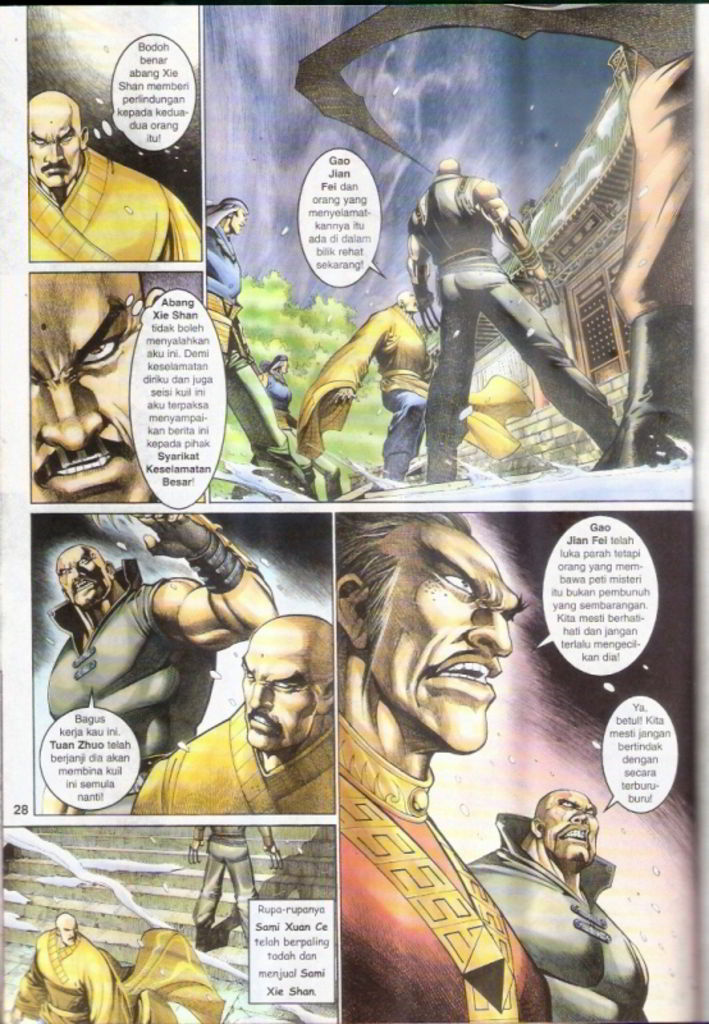 Bodoh
benar
abang Xie
Shan memberi
perlindungan
kepada kedua-
dua orang
itu!
Gao
Jian
Fei dan
orang yang
menyelamat-
kannya itu
ada di dalam
bilik rehat
sekarang!
Abang
Xie Shan
tidak boleh
menyalahkan
aku ini. Demi
keselamatan
diriku dan juga
seisi kuil ini
aku terpaksa
menyampai-
kan berita ini
kepada pihak
Syarikat
Keselamatan
Besar!
Bagus
kerja kau ini.
Tuan Zhuo telah
berjanji dia akan
membina kuil
ini semula
nanti!
Gao
Jian Fei telah
luka parah tetapi
orang yang mem-
bawa peti misteri
itu bukan pembunuh
yang sembarangan.
Kita mesti berhati-
hati dan jangan
terlalu mengecil-
kan dia!
Ya,
betul! Kita
mesti jangan
bertindak
dengan
secara
terburu-
buru!
28
Rupa-rupanya
Sami Xuan Ce
telah berpaling
tadah dan
menjual Sami
Xie Shan.